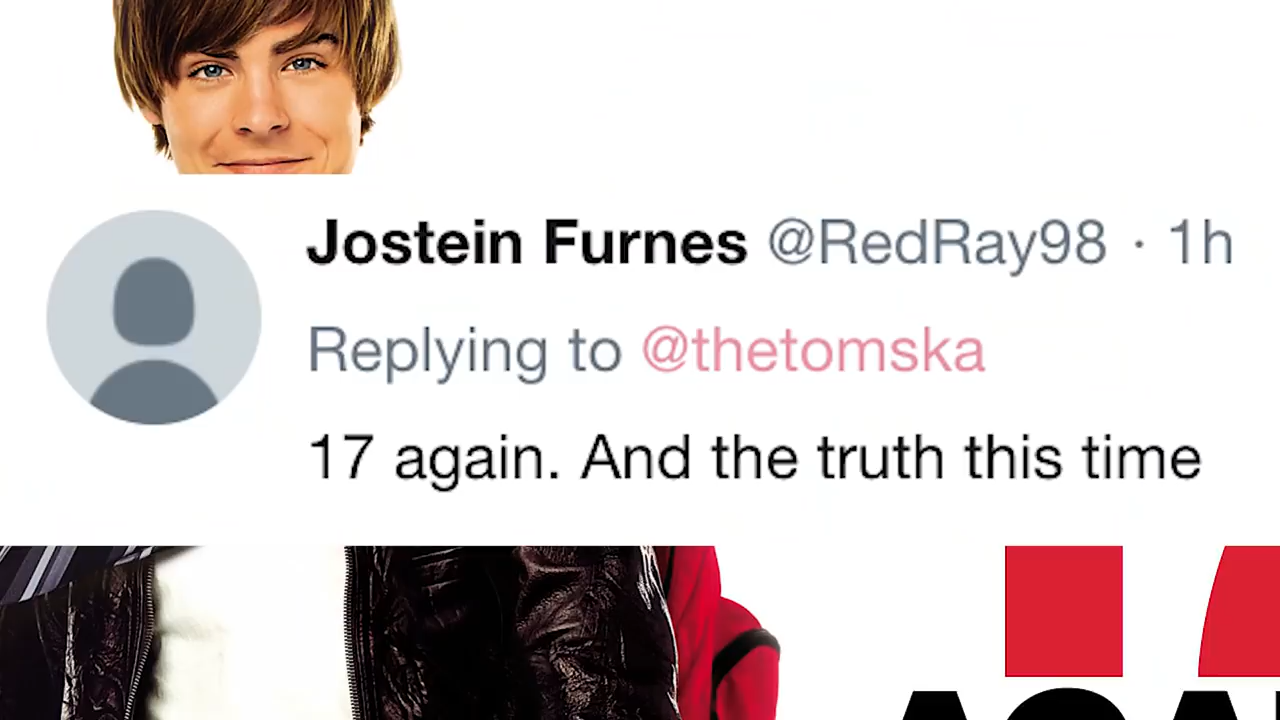 Jostein Furnes @RedRay98 · 1h
Replying to @thetomska
17 again. And the truth this time